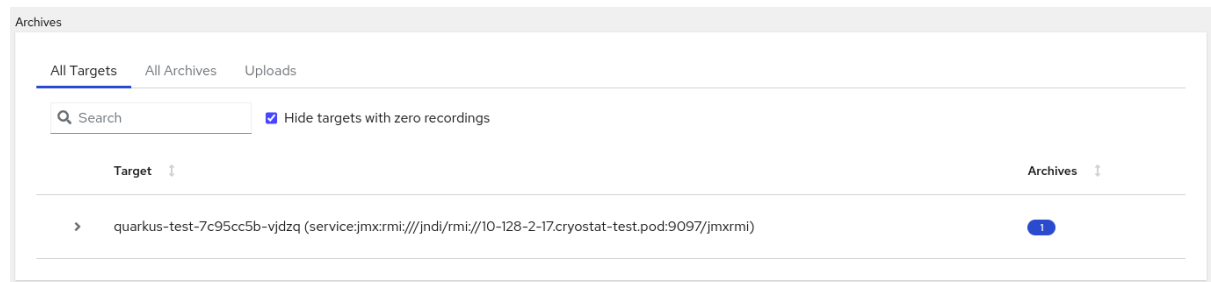 Archives
All Targets All Archives Uploads
Search Hide targets with zero recordings
Target Archives
quarkus-test-7c95cc5b-vjdzq (service:jmx:rmi:///jndi/rmi://10-128-2-17.cryostat-test.pod:9097/jmxrmi) 1